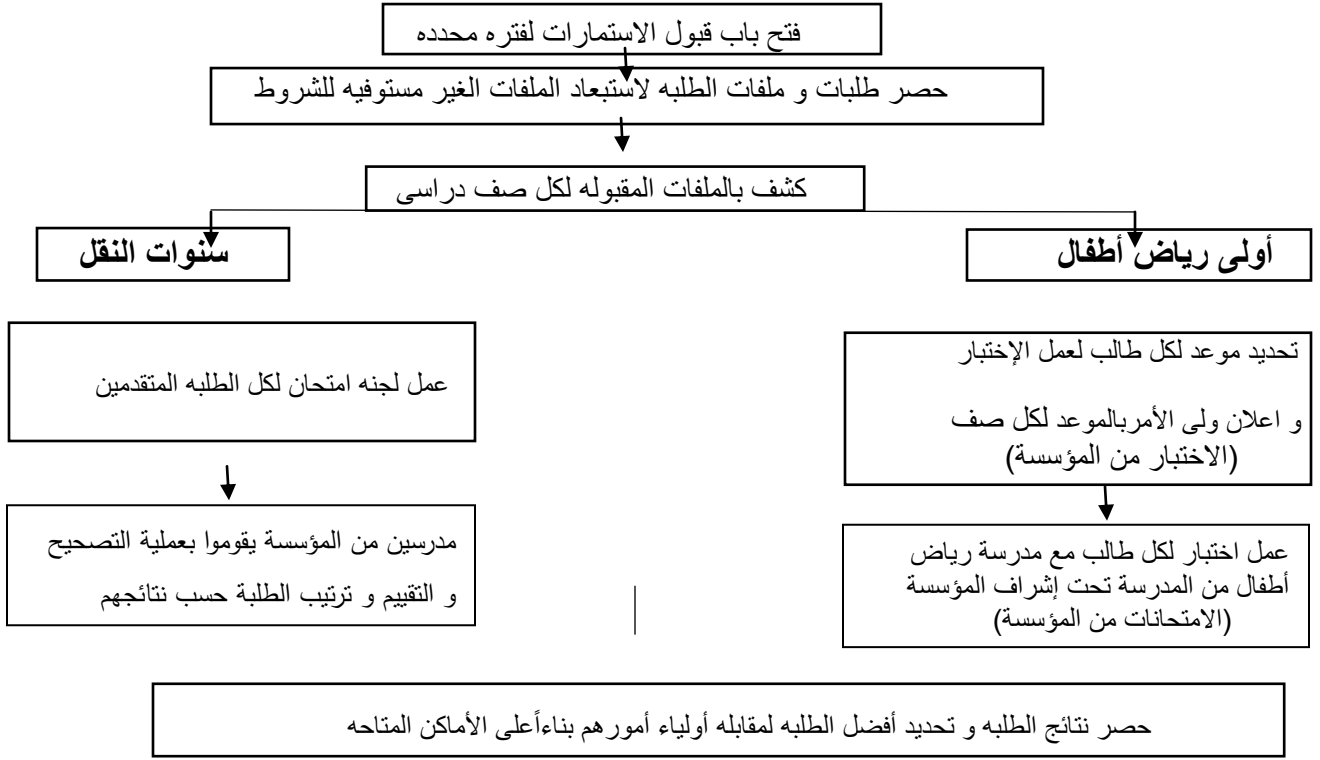 فتح باب قبول الاستمارات لفتره محدده
حصر طلبات و ملفات الطلبه لاستبعاد الملفات الغير مستوفيه للشروط
كشف بالملفات المقبوله لكل صف دراسى
أولى رياض أطفال
سنوات النقل
تحديد موعد لكل طالب لعمل الإختبار
و اعلان ولى الأمربالموعد لكل صف
(الاختبار من المؤسسة)
عمل لجنه امتحان لكل الطلبه المتقدمين
عمل اختبار لكل طالب مع مدرسة رياض
أطفال من المدرسة تحت إشراف المؤسسة
(الامتحانات من المؤسسة)
مدرسين من المؤسسة يقوموا بعملية التصحيح
و التقييم و ترتيب الطلبة حسب نتائجهم
حصر نتائج الطلبه و تحديد أفضل الطلبه لمقابله أولياء أمورهم بناءاًعلى الأماكن المتاحه